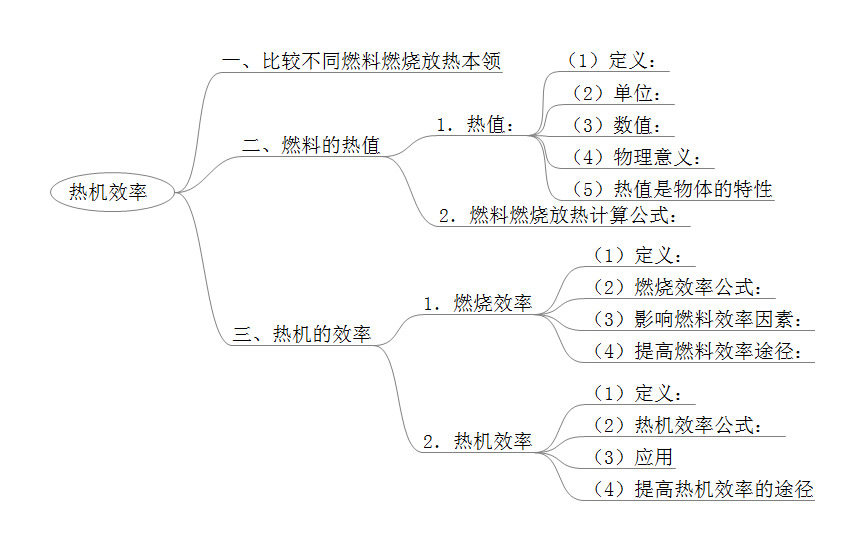 热机效率
一、比较不同燃料燃烧放热本领
二、燃料的热值
1．热值：
（1）定义：
（2）单位：
（3）数值：
（4）物理意义：
（5）热值是物体的特性
2．燃料燃烧放热计算公式：
三、热机的效率
1．燃烧效率
（1）定义：
（2）燃烧效率公式：
（3）影响燃料效率因素：
（4）提高燃料效率途径：
2．热机效率
（1）定义：
（2）热机效率公式：
（3）应用
（4）提高热机效率的途径